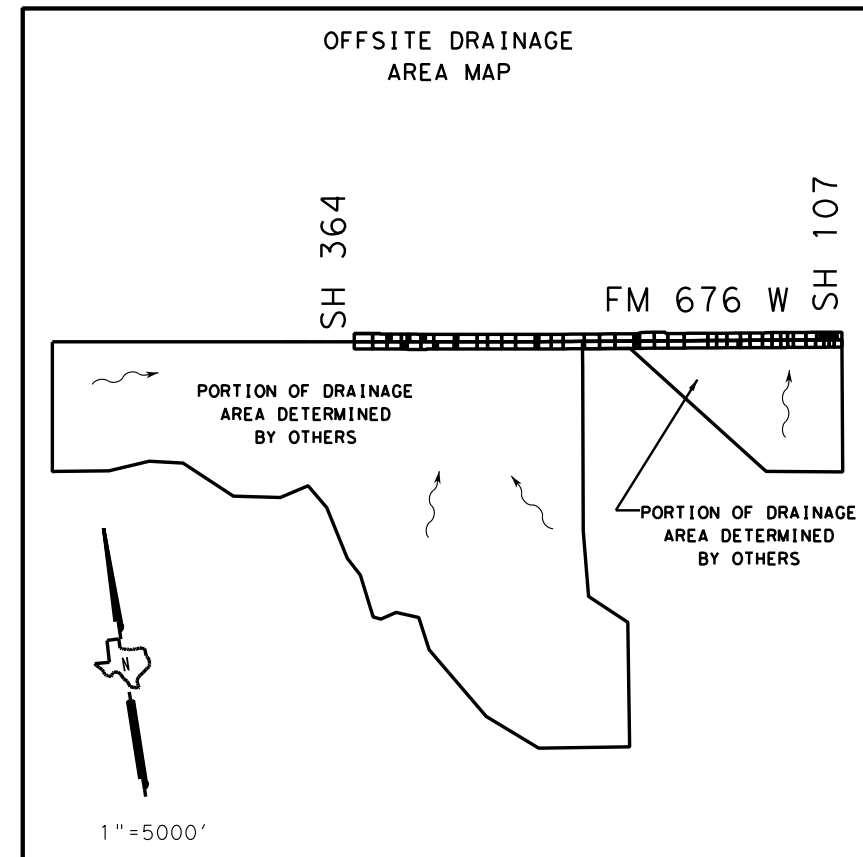 OFFSITE DRAINAGE
AREA MAP
SH 364
SH 107
FM 676 W
PORTION OF DRAINAGE
AREA DETERMINED
BY OTHERS
PORTION OF DRAINAGE
AREA DETERMINED
BY OTHERS
N
1"=5000'